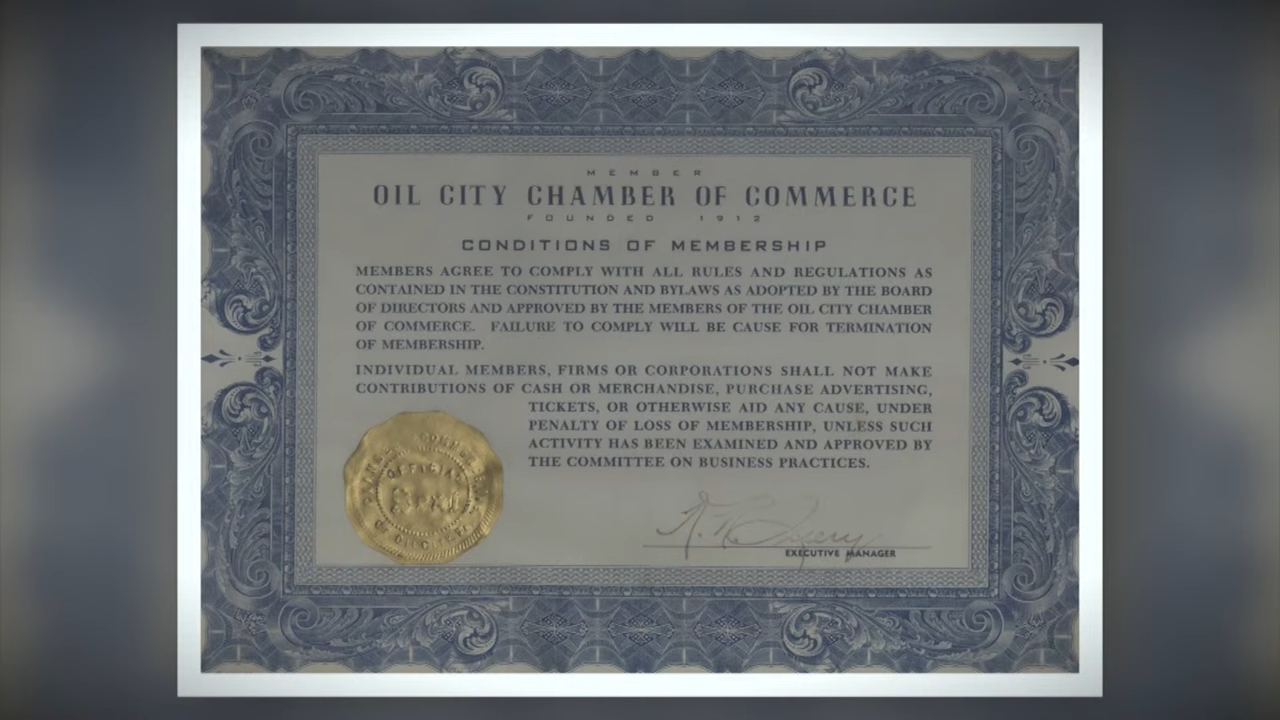 MEMBER
OIL CITY CHAMBER OF COMMERCE
FOUNDED 1912
CONDITIONS OF MEMBERSHIP
MEMBERS AGREE TO COMPLY WITH ALL RULES AND REGULATIONS AS
CONTAINED IN THE CONSTITUTION AND BYLAWS AS ADOPTED BY THE BOARD
OF DIRECTORS AND APPROVED BY THE MEMBERS OF THE OIL CITY CHAMBER
OF COMMERCE. FAILURE TO COMPLY WILL BE CAUSE FOR TERMINATION
OF MEMBERSHIP.
INDIVIDUAL MEMBERS, FIRMS OR CORPORATIONS SHALL NOT MAKE
CONTRIBUTIONS OF CASH OR MERCHANDISE, PURCHASE ADVERTISING,
TICKETS, OR OTHERWISE AID ANY CAUSE, UNDER
PENALTY OF LOSS OF MEMBERSHIP, UNLESS SUCH
ACTIVITY HAS BEEN EXAMINED AND APPROVED BY
THE COMMITTEE ON BUSINESS PRACTICES.
OFFICIAL
EXECUTIVE MANAGER